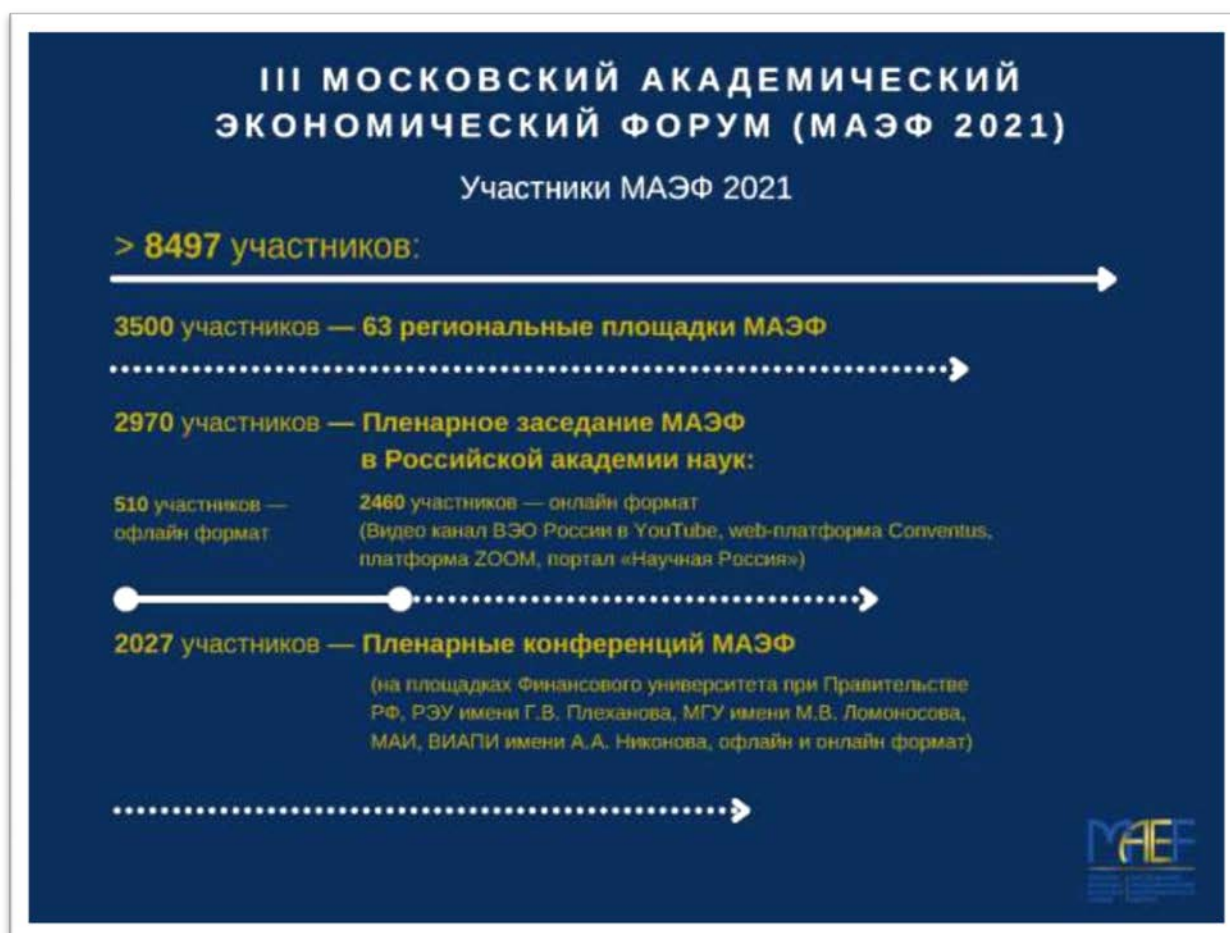 III МОСКОВСКИЙ АКАДЕМИЧЕСКИЙ
ЭКОНОМИЧЕСКИЙ ФОРУМ (МАЭФ 2021)
Участники МАЭФ 2021
> 8497 участников:
3500 участников — 63 региональные площадки МАЭФ
2970 участников — Пленарное заседание МАЭФ
в Российской академии наук:
510 участников —
офлайн формат
2460 участников — онлайн формат
(Видео канал ВЭО России в YouTube, web-платформа Conventus,
платформа ZOOM, портал «Научная Россия»)
2027 участников — Пленарные конференций МАЭФ
(на площадках Финансового университета при Правительстве
РФ, РЭУ имени Г.В. Плеханова, МГУ имени М.В. Ломоносова,
МАИ, ВИАПИ имени А.А. Никонова, офлайн и онлайн формат)
MAEF